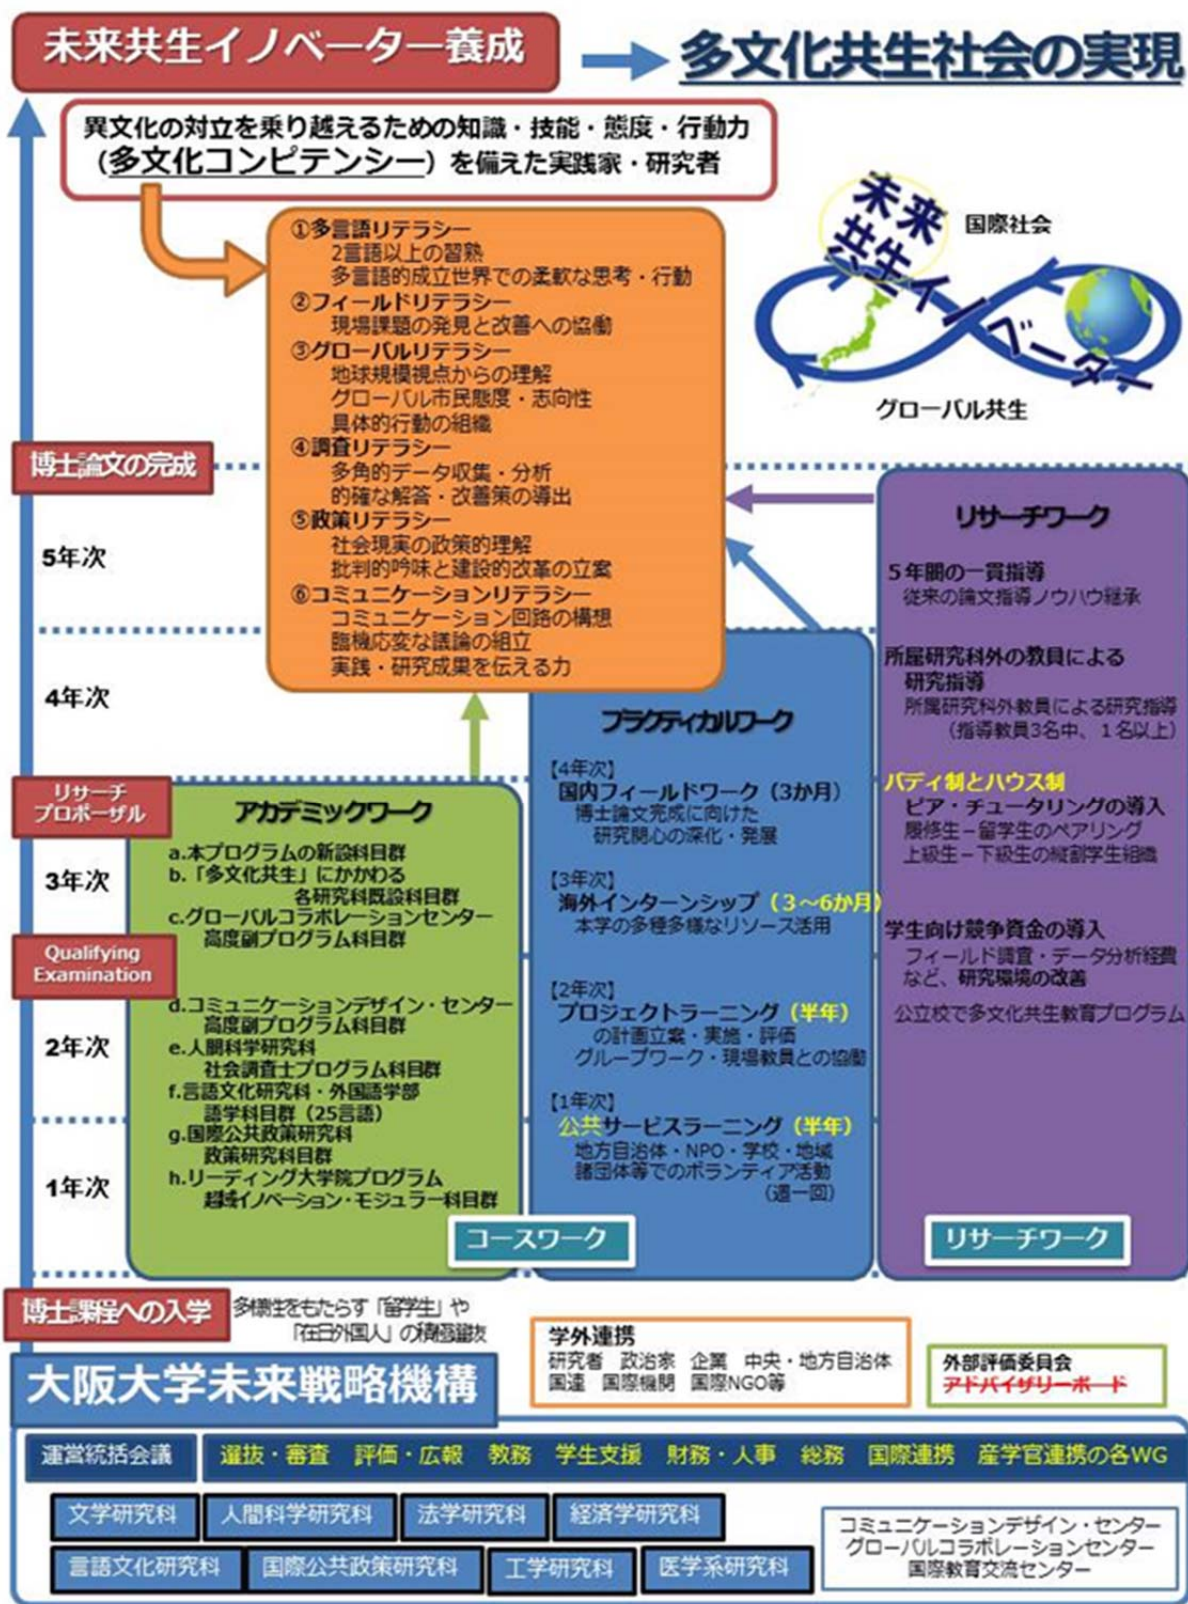 未来共生イノベーター養成
多文化共生社会の実現
異文化の対立を乗り越えるための知識・技能・態度・行動力
（多文化コンピテンシー）を備えた実践家・研究者
①多言語リテラシー
2言語以上の習熟
多言語的成立世界での柔軟な思考・行動
②フィールドリテラシー
現場課題の発見と改善への協働
③グローバルリテラシー
地球規模視点からの理解
グローバル市民態度・志向性
具体的行動の組織
④調査リテラシー
多角的データ収集・分析
的確な解答・改善策の導出
⑤政策リテラシー
社会現実の政策的理解
批判的吟味と建設的改革の立案
⑥コミュニケーションリテラシー
コミュニケーション回路の構想
臨機応変な議論の組立
実践・研究成果を伝える力
未来
共生イノベーター
国際社会
グローバル共生
博士論文の完成
5年次
4年次
リサーチ
プロポーザル
3年次
Qualifying
Examination
2年次
1年次
アカデミックワーク
a.本プログラムの新設科目群
b.「多文化共生」にかかわる
各研究科既設科目群
c.グローバルコラボレーションセンター
高度副プログラム科目群
d.コミュニケーションデザイン・センター
高度副プログラム科目群
e.人間科学研究科
社会調査士プログラム科目群
f.言語文化研究科・外国語学部
語学科目群（25言語）
g.国際公共政策研究科
政策研究科目群
h.リーディング大学院プログラム
超域イノベーション・モジュラー科目群
プラクティカルワーク
【4年次】
国内フィールドワーク（3か月）
博士論文完成に向けた
研究関心の深化・発展
【3年次】
海外インターンシップ（３～6か月）
本学の多種多様なリソース活用
【2年次】
プロジェクトラーニング（半年）
の計画立案・実施・評価
グループワーク・現場教員との協働
【1年次】
公共サービスラーニング（半年）
地方自治体・NPO・学校・地域
諸団体等でのボランティア活動
（週一回）
コースワーク
リサーチワーク
５年間の一貫指導
従来の論文指導ノウハウ継承
所属研究科外の教員による
研究指導
所属研究科外教員による研究指導
（指導教員3名中、１名以上）
バディ制とハウス制
ピア・チュータリングの導入
履修生－留学生のペアリング
上級生－下級生の縦割学生組織
学生向け競争資金の導入
フィールド調査・データ分析経費
など、研究環境の改善
公立校で多文化共生教育プログラム
リサーチワーク
博士課程への入学
多様性をもたらす「留学生」や
「在日外国人」の積極選抜
学外連携
研究者　政治家　企業　中央・地方自治体
国連　国際機関　国際NGO等
外部評価委員会
アドバイザリーボード
大阪大学未来戦略機構
運営統括会議
選抜・審査　評価・広報　教務　学生支援　財務・人事　総務　国際連携　産学官連携の各WG
文学研究科　人間科学研究科　法学研究科　経済学研究科
言語文化研究科　国際公共政策研究科　工学研究科　医学系研究科
コミュニケーションデザイン・センター
グローバルコラボレーションセンター
国際教育交流センター